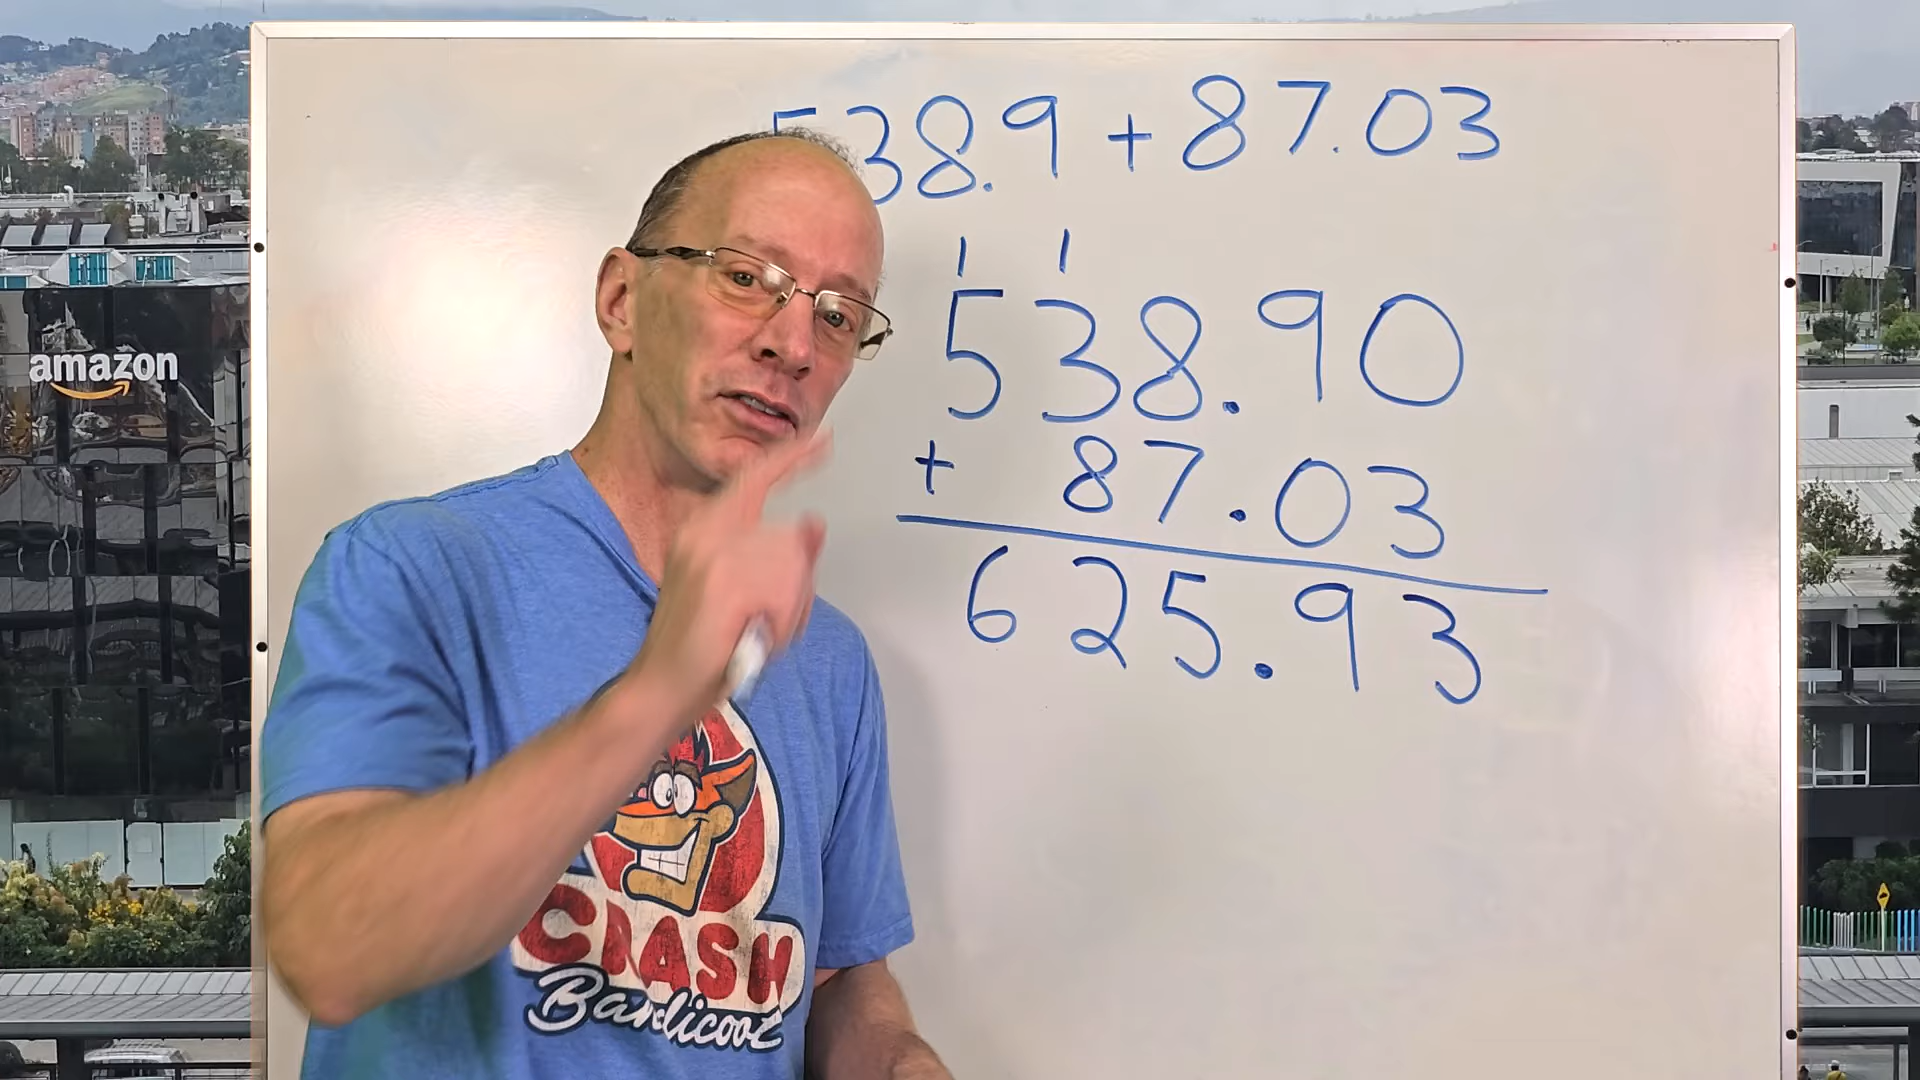 538.9 + 87.03
1 1
538.90
+ 87.03
625.93
amazon
CRASH
Bandicoot